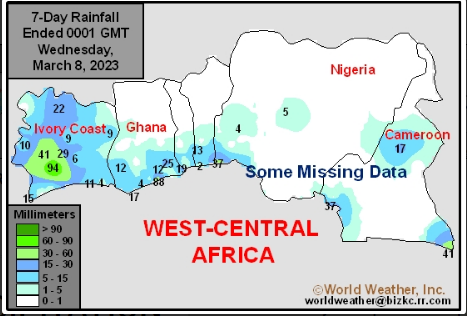 7-Day Rainfall
Ended 0001 GMT
Wednesday,
March 8, 2023
Nigeria
22
5
Ivory Coast
9
Ghana
4
Cameroon
10
9
13
17
41
29
6
12
12
25
19
2
37
94
Some Missing Data
11
4
4
88
15
17
37
Millimeters
> 90
60 - 90
30 - 60
15 - 30
5 - 15
1 - 5
0 - 1
WEST-CENTRAL
AFRICA
41
©World Weather, Inc.
worldweather@bizkc.rr.com